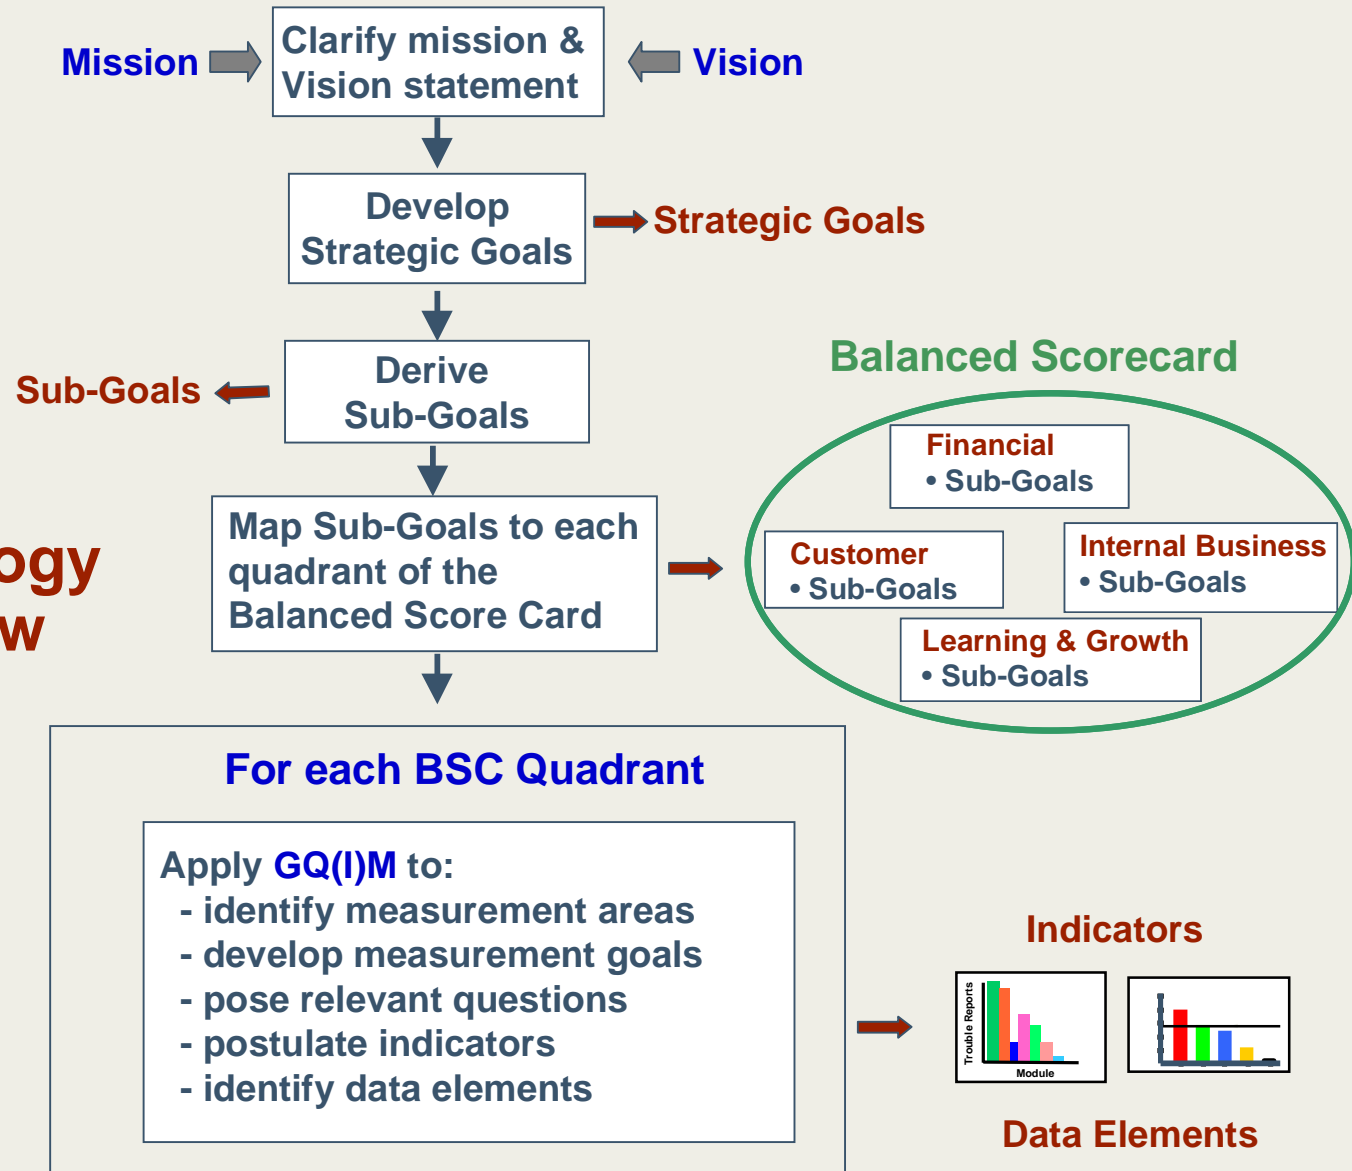 Mission
Clarify mission &
Vision statement
Vision
Develop
Strategic Goals
Strategic Goals
Derive
Sub-Goals
Sub-Goals
Map Sub-Goals to each
quadrant of the
Balanced Score Card
Balanced Scorecard
Financial
• Sub-Goals
Customer
• Sub-Goals
Internal Business
• Sub-Goals
Learning & Growth
• Sub-Goals
ogy
w
For each BSC Quadrant
Apply GQ(I)M to:
- identify measurement areas
- develop measurement goals
- pose relevant questions
- postulate indicators
- identify data elements
Indicators
Trouble Reports
Module
Data Elements